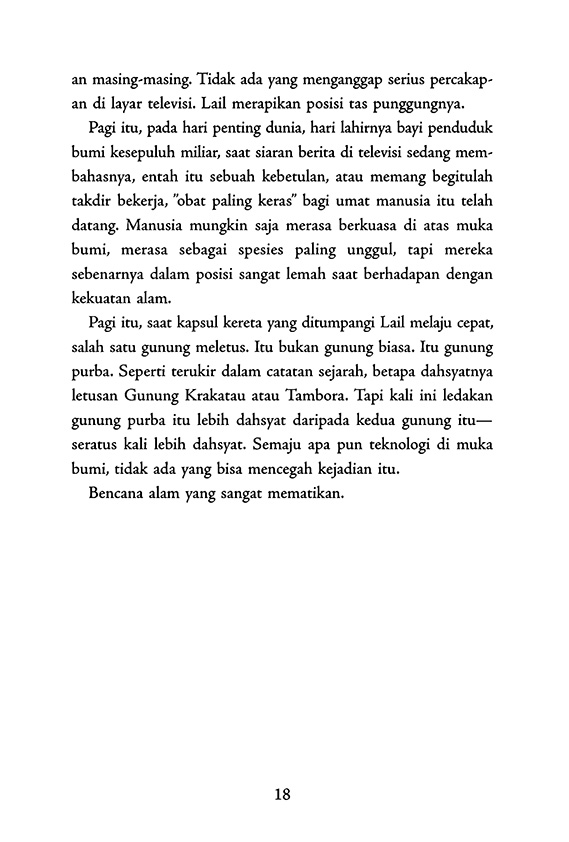 an masing-masing. Tidak ada yang menganggap serius percakap-
an di layar televisi. Lail merapikan posisi tas punggungnya.
Pagi itu, pada hari penting dunia, hari lahirnya bayi penduduk
bumi kesepuluh miliar, saat siaran berita di televisi sedang mem-
bahasnya, entah itu sebuah kebetulan, atau memang begitulah
takdir bekerja, ”obat paling keras” bagi umat manusia itu telah
datang. Manusia mungkin saja merasa berkuasa di atas muka
bumi, merasa sebagai spesies paling unggul, tapi mereka
sebenarnya dalam posisi sangat lemah saat berhadapan dengan
kekuatan alam.
Pagi itu, saat kapsul kereta yang ditumpangi Lail melaju cepat,
salah satu gunung meletus. Itu bukan gunung biasa. Itu gunung
purba. Seperti terukir dalam catatan sejarah, betapa dahsyatnya
letusan Gunung Krakatau atau Tambora. Tapi kali ini ledakan
gunung purba itu lebih dahsyat daripada kedua gunung itu—
seratus kali lebih dahsyat. Semaju apa pun teknologi di muka
bumi, tidak ada yang bisa mencegah kejadian itu.
Bencana alam yang sangat mematikan.
18